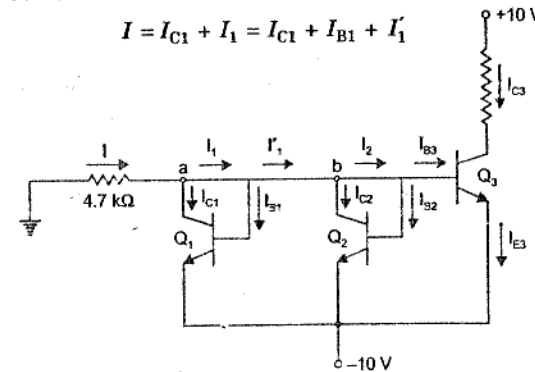 I = I_C1 + I_1 = I_C1 + I_B1 + I′_1
+10 V
I_C3
I
a
I_1
I′_1
b
I_2
I_B3
Q_3
4.7 kΩ
I_C1
I_B1
I_C2
I_B2
Q_1
Q_2
I_E3
–10 V